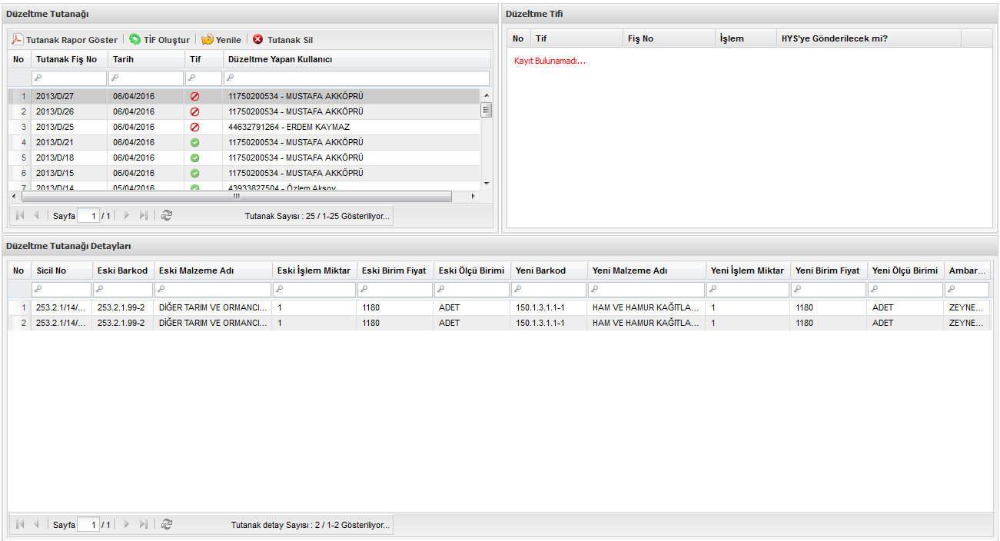 Düzeltme Tutanağı
Tutanak Rapor Göster TİF Oluştur Yenile Tutanak Sil
No Tutanak Fiş No Tarih Tif Düzeltme Yapan Kullanıcı
1 2013/D/27 06/04/2016 11750200534 - MUSTAFA AKKÖPRÜ
2 2013/D/26 06/04/2016 11750200534 - MUSTAFA AKKÖPRÜ
3 2013/D/25 06/04/2016 44632791264 - ERDEM KAYMAZ
4 2013/D/21 06/04/2016 11750200534 - MUSTAFA AKKÖPRÜ
5 2013/D/18 06/04/2016 11750200534 - MUSTAFA AKKÖPRÜ
6 2013/D/15 06/04/2016 11750200534 - MUSTAFA AKKÖPRÜ
7 2013/D/14 05/04/2016 43933827504 - Özlem Aksoy
Sayfa 1 / 1 Tutanak Sayısı : 25 / 1-25 Gösteriliyor...
Düzeltme Tifi
No Tif Fiş No İşlem HYS'ye Gönderilecek mi?
Kayıt Bulunamadı...
Düzeltme Tutanağı Detayları
No Sicil No Eski Barkod Eski Malzeme Adı Eski İşlem Miktar Eski Birim Fiyat Eski Ölçü Birimi Yeni Barkod Yeni Malzeme Adı Yeni İşlem Miktar Yeni Birim Fiyat Yeni Ölçü Birimi Ambar...
1 253.2.1/14/... 253.2.1.99-2 DİĞER TARIM VE ORMANCI... 1 1180 ADET 150.1.3.1.1-1 HAM VE HAMUR KAĞITLA... 1 1180 ADET ZEYNE...
2 253.2.1/14/... 253.2.1.99-2 DİĞER TARIM VE ORMANCI... 1 1180 ADET 150.1.3.1.1-1 HAM VE HAMUR KAĞITLA... 1 1180 ADET ZEYNE...
Sayfa 1 / 1 Tutanak detay Sayısı : 2 / 1-2 Gösteriliyor...